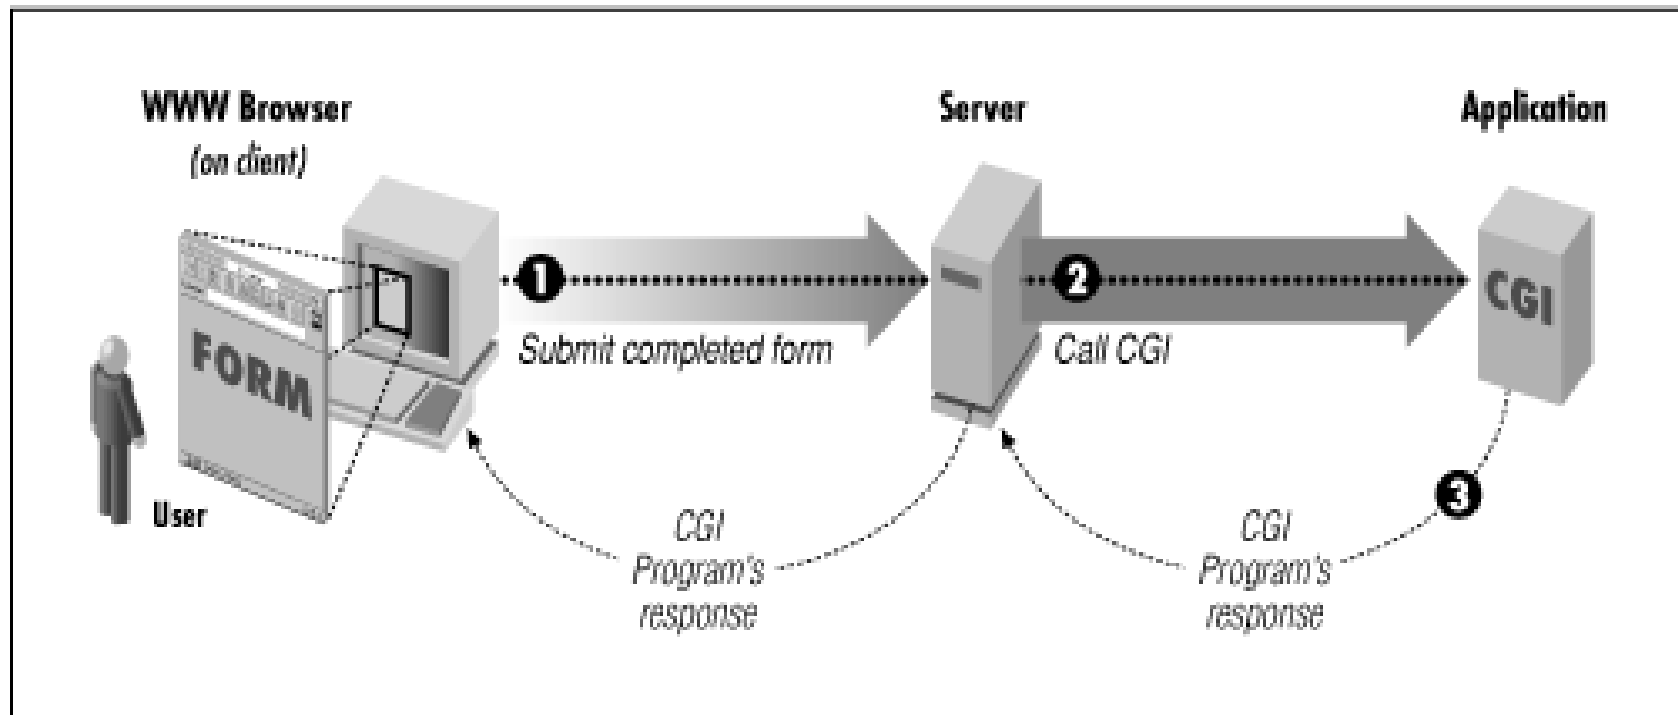 WWW Browser
(on client)
Server
Application
FORM
User
1
Submit completed form
2
Call CGI
CGI
3
CGI
Program's
response
CGI
Program's
response